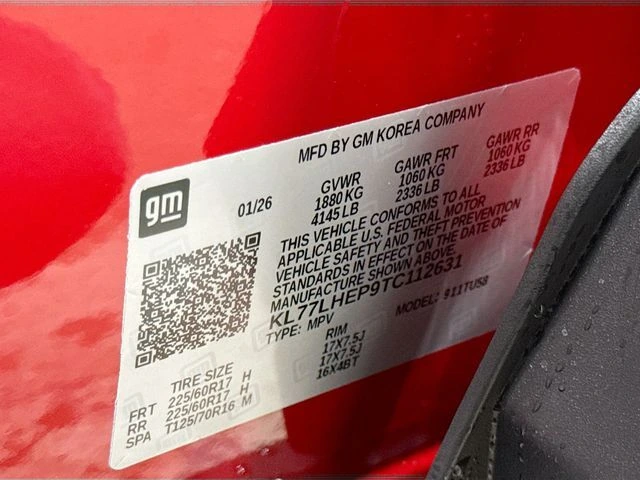 MFD BY GM KOREA COMPANY
gm
01/26
GVWR GAWR FRT GAWR RR
1880 KG 1060 KG 1060 KG
4145 LB 2336 LB 2336 LB
THIS VEHICLE CONFORMS TO ALL
APPLICABLE U.S. FEDERAL MOTOR
VEHICLE SAFETY AND THEFT PREVENTION
STANDARDS IN EFFECT ON THE DATE OF
MANUFACTURE SHOWN ABOVE.
KL77LHEP9TC112631
TYPE: MPV MODEL: 911TU58
TIRE SIZE RIM
FRT 225/60R17 H 17X7.5J
RR 225/60R17 H 17X7.5J
SPA T125/70R16 M 16X4BT